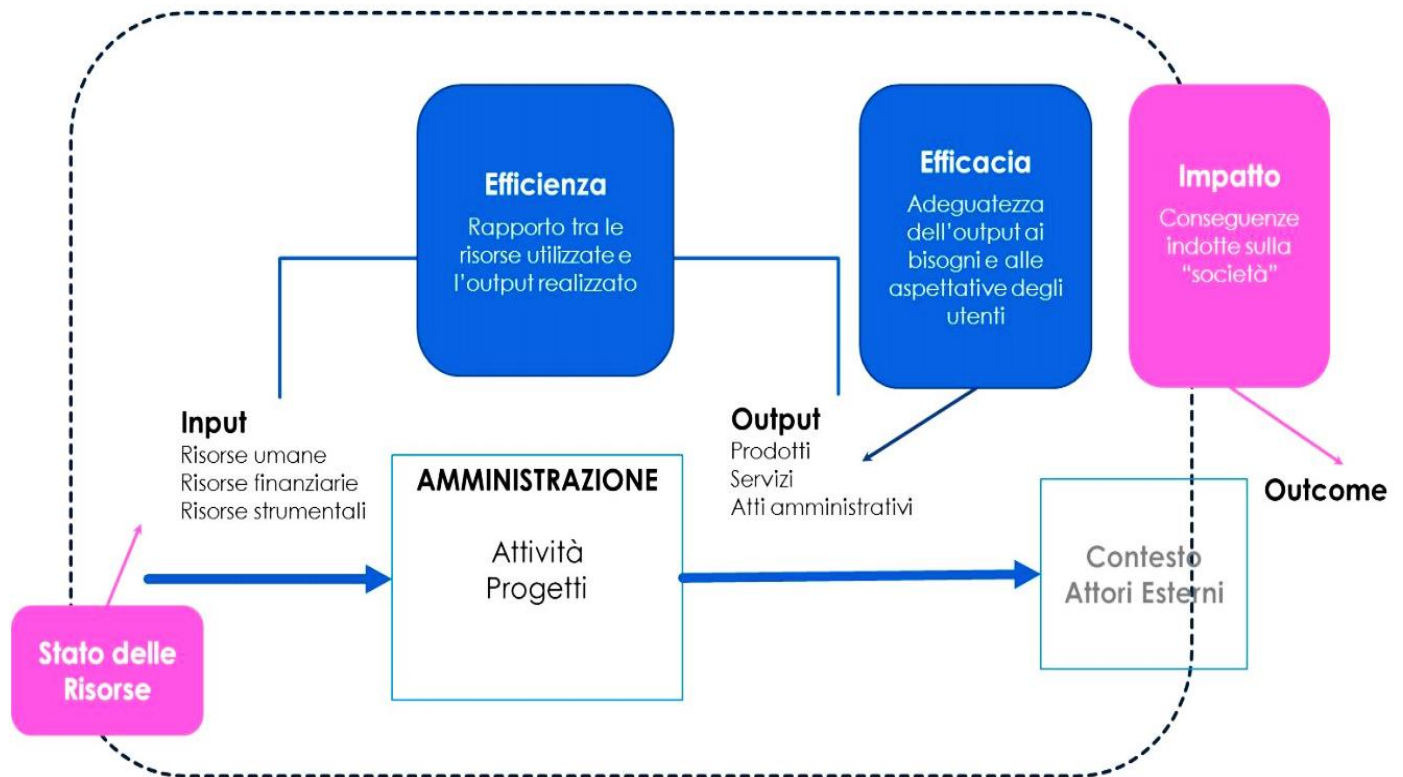 Efficienza
Rapporto tra le
risorse utilizzate e
l'output realizzato
Efficacia
Adeguatezza
dell'output ai
bisogni e alle
aspettative degli
utenti
Impatto
Conseguenze
indotte sulla
"società"
Input
Risorse umane
Risorse finanziarie
Risorse strumentali
AMMINISTRAZIONE
Attività
Progetti
Output
Prodotti
Servizi
Atti amministrativi
Outcome
Contesto
Attori Esterni
Stato delle
Risorse